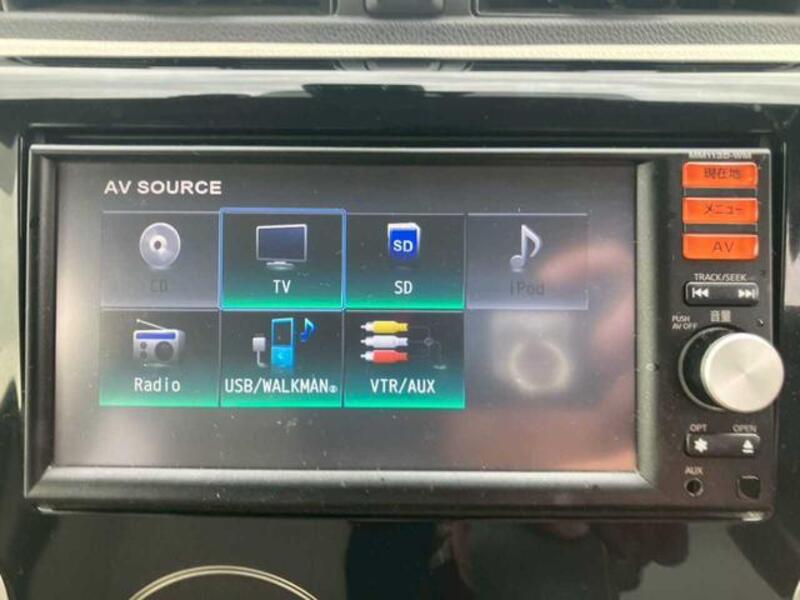 MM113D-WM
AV SOURCE
現在地
メニュー
AV
CD
TV
SD
SD
iPod
TRACK/SEEK
音量
PUSH
AV OFF
Radio
USB/WALKMAN
VTR/AUX
OPT
OPEN
AUX